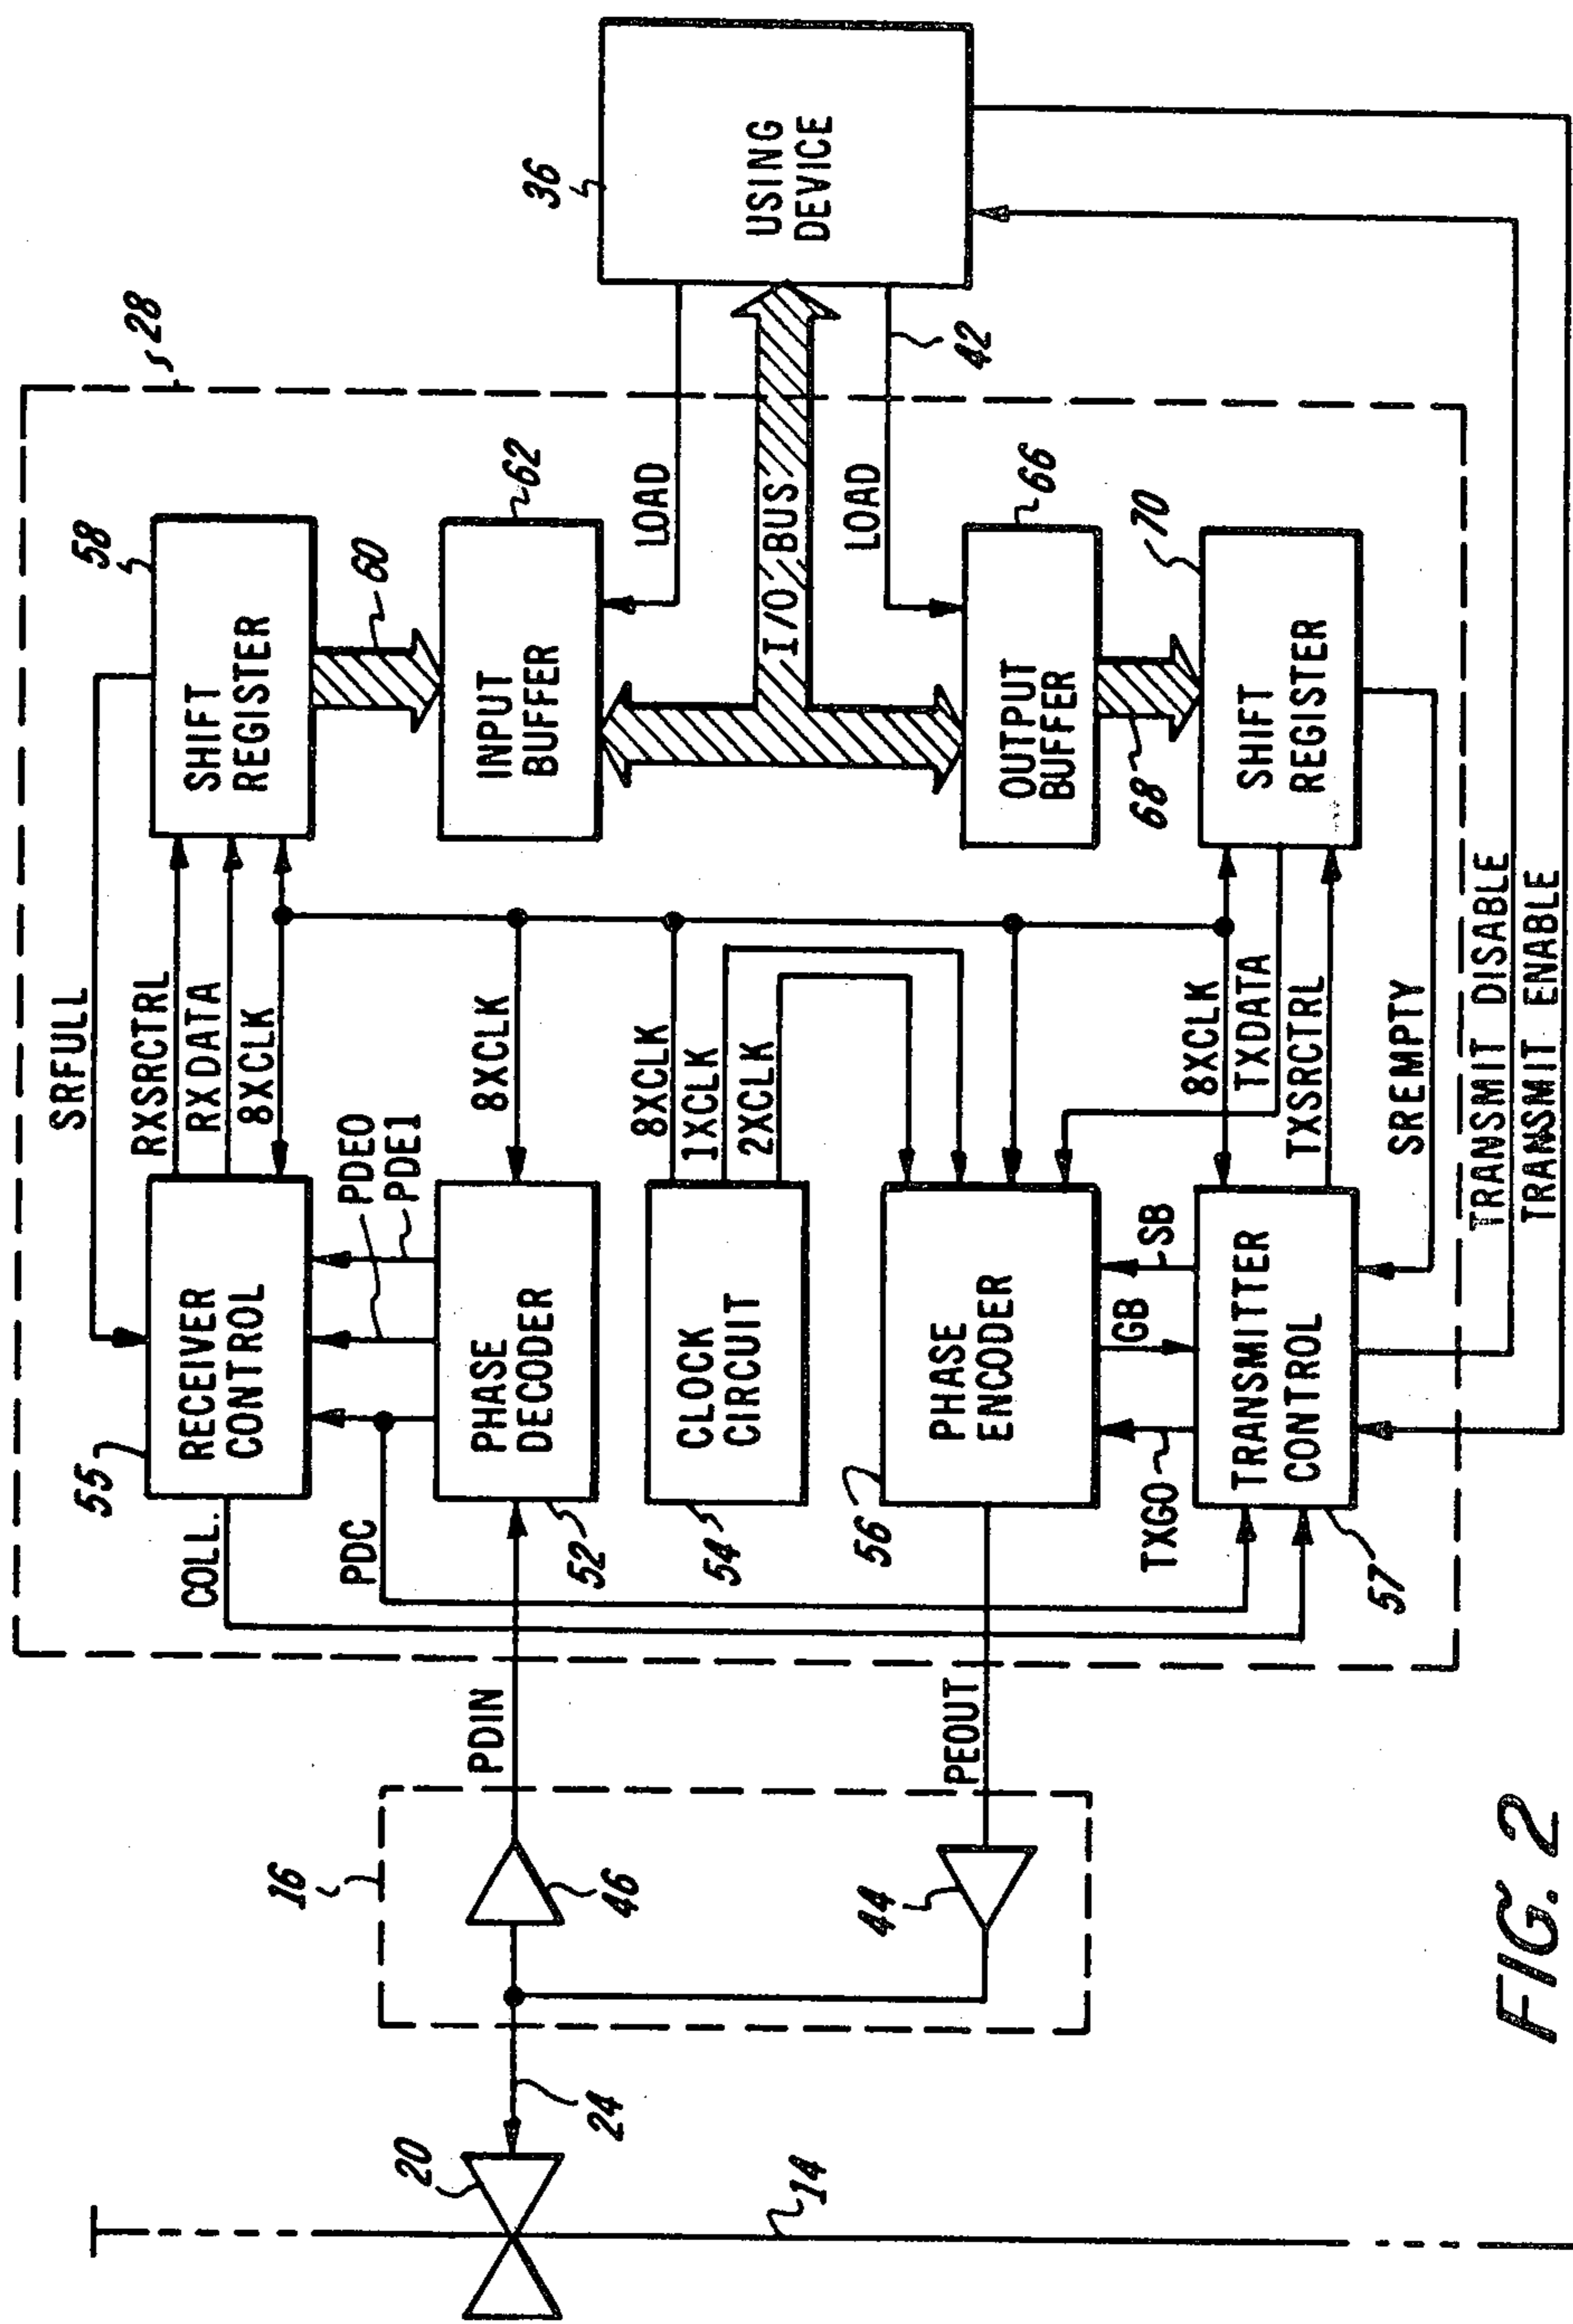 28
58
SHIFT
REGISTER
SRFULL
RXSRCTRL
RXDATA
8XCLK
55
RECEIVER
CONTROL
COLL.
60
62
INPUT
BUFFER
LOAD
36
USING
DEVICE
PDE0
PDE1
8XCLK
PHASE
DECODER
52
PDC
PDIN
16
46
20
24
14
8XCLK
1XCLK
2XCLK
CLOCK
CIRCUIT
54
I/O BUS
LOAD
42
66
OUTPUT
BUFFER
68
70
SHIFT
REGISTER
PHASE
ENCODER
56
PEOUT
44
8XCLK
TXDATA
TXSRCTRL
SB
GB
TXGO
TRANSMITTER
CONTROL
57
SREMPTY
TRANSMIT DISABLE
TRANSMIT ENABLE
FIG. 2